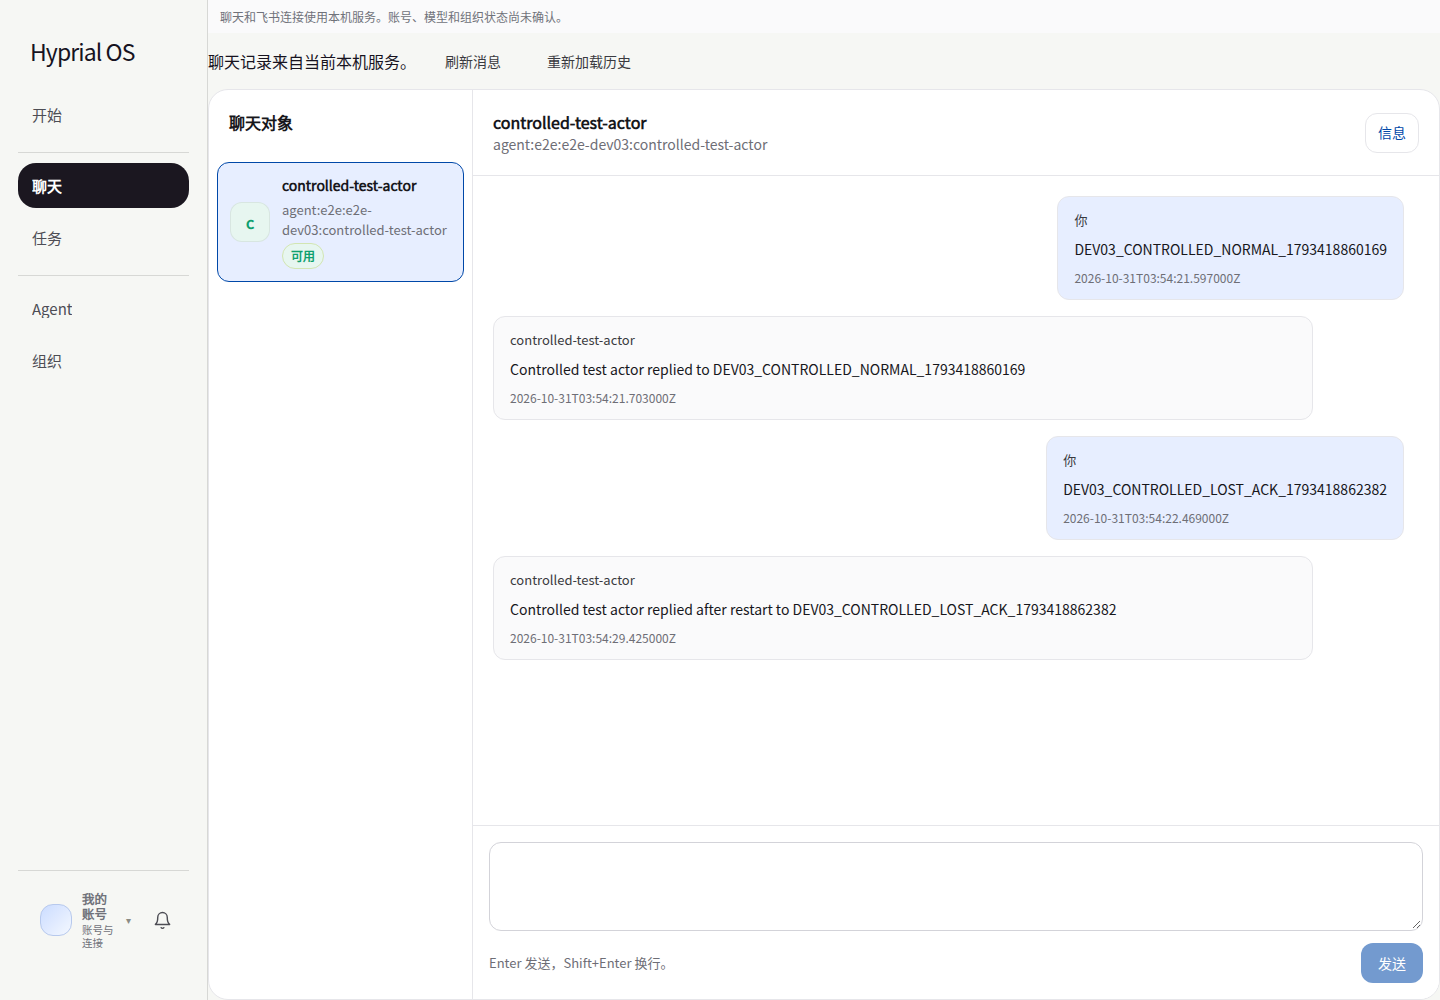 Hyprial OS
开始
聊天
任务
Agent
组织
我的
账号
账号与
连接
▾
聊天和飞书连接使用本机服务。账号、模型和组织状态尚未确认。
聊天记录来自当前本机服务。 刷新消息 重新加载历史
聊天对象
C
controlled-test-actor
agent:e2e:e2e-
dev03:controlled-test-actor
可用
controlled-test-actor
agent:e2e:e2e-dev03:controlled-test-actor
信息
你
DEV03_CONTROLLED_NORMAL_1793418860169
2026-10-31T03:54:21.597000Z
controlled-test-actor
Controlled test actor replied to DEV03_CONTROLLED_NORMAL_1793418860169
2026-10-31T03:54:21.703000Z
你
DEV03_CONTROLLED_LOST_ACK_1793418862382
2026-10-31T03:54:22.469000Z
controlled-test-actor
Controlled test actor replied after restart to DEV03_CONTROLLED_LOST_ACK_1793418862382
2026-10-31T03:54:29.425000Z
Enter 发送，Shift+Enter 换行。
发送